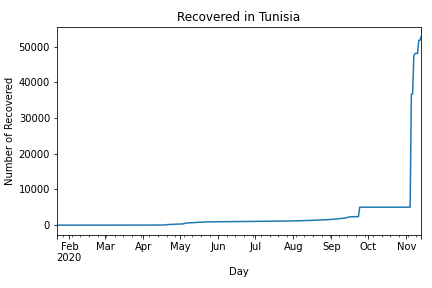 Recovered in Tunisia
Number of Recovered
50000
40000
30000
20000
10000
0
Feb Mar Apr May Jun Jul Aug Sep Oct Nov
2020
Day